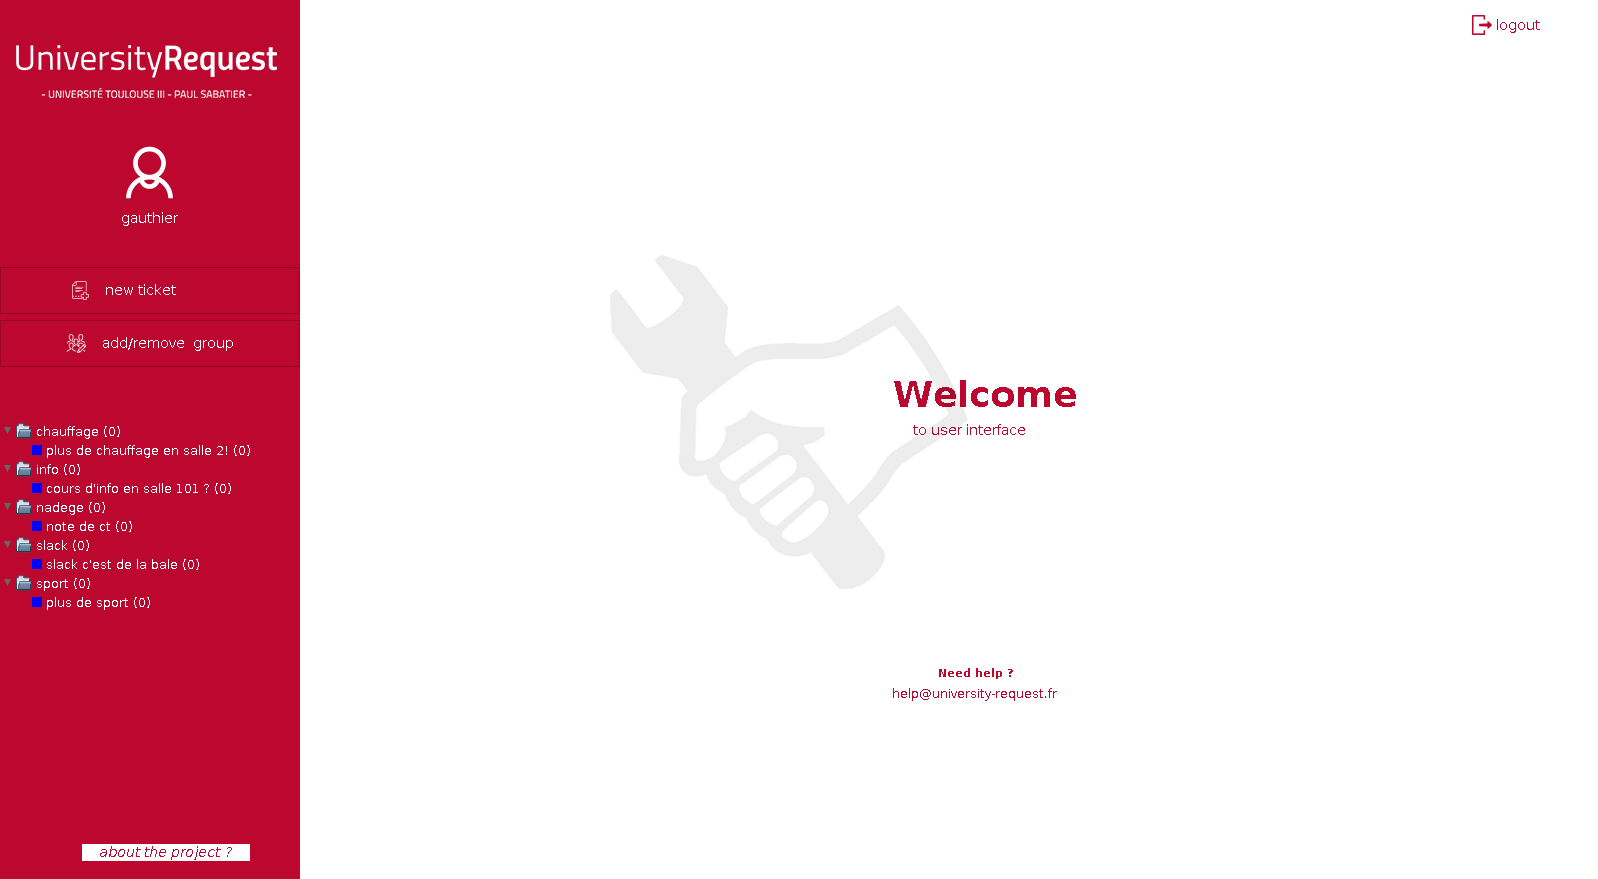 UniversityRequest
- UNIVERSITÉ TOULOUSE III - PAUL SABATIER -
gauthier
new ticket
add/remove group
chauffage (0)
plus de chauffage en salle 2! (0)
info (0)
cours d'info en salle 101 ? (0)
nadege (0)
note de ct (0)
slack (0)
slack c'est de la bale (0)
sport (0)
plus de sport (0)
about the project ?
logout
Welcome
to user interface
Need help ?
help@university-request.fr